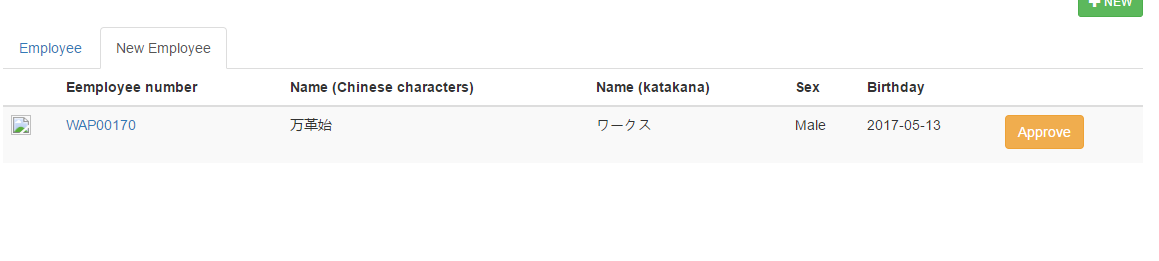 NEW
Employee New Employee
Eemployee number Name (Chinese characters) Name (katakana) Sex Birthday
WAP00170 万革始 ワークス Male 2017-05-13 Approve